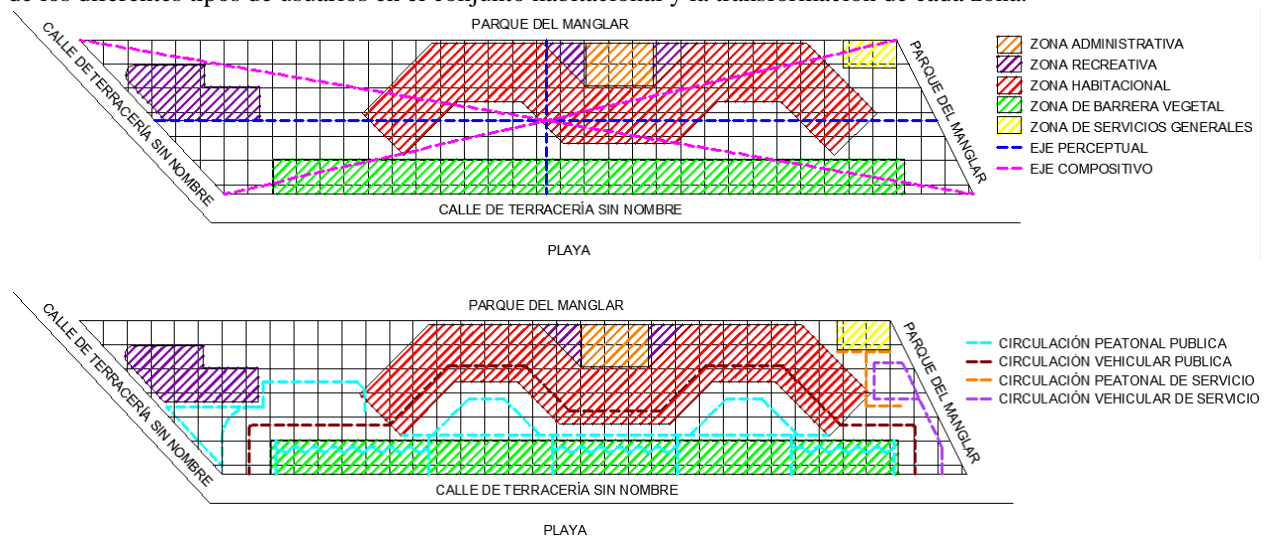 de los diferentes tipos de usuarios en el conjunto habitacional y la transformación de cada zona.
PARQUE DEL MANGLAR
CALLE DE TERRACERÍA SIN NOMBRE
PARQUE DEL MANGLAR
ZONA ADMINISTRATIVA
ZONA RECREATIVA
ZONA HABITACIONAL
ZONA DE BARRERA VEGETAL
ZONA DE SERVICIOS GENERALES
EJE PERCEPTUAL
EJE COMPOSITIVO
CALLE DE TERRACERÍA SIN NOMBRE
PLAYA
PARQUE DEL MANGLAR
CALLE DE TERRACERÍA SIN NOMBRE
PARQUE DEL MANGLAR
CIRCULACIÓN PEATONAL PUBLICA
CIRCULACIÓN VEHICULAR PUBLICA
CIRCULACIÓN PEATONAL DE SERVICIO
CIRCULACIÓN VEHICULAR DE SERVICIO
CALLE DE TERRACERÍA SIN NOMBRE
PLAYA